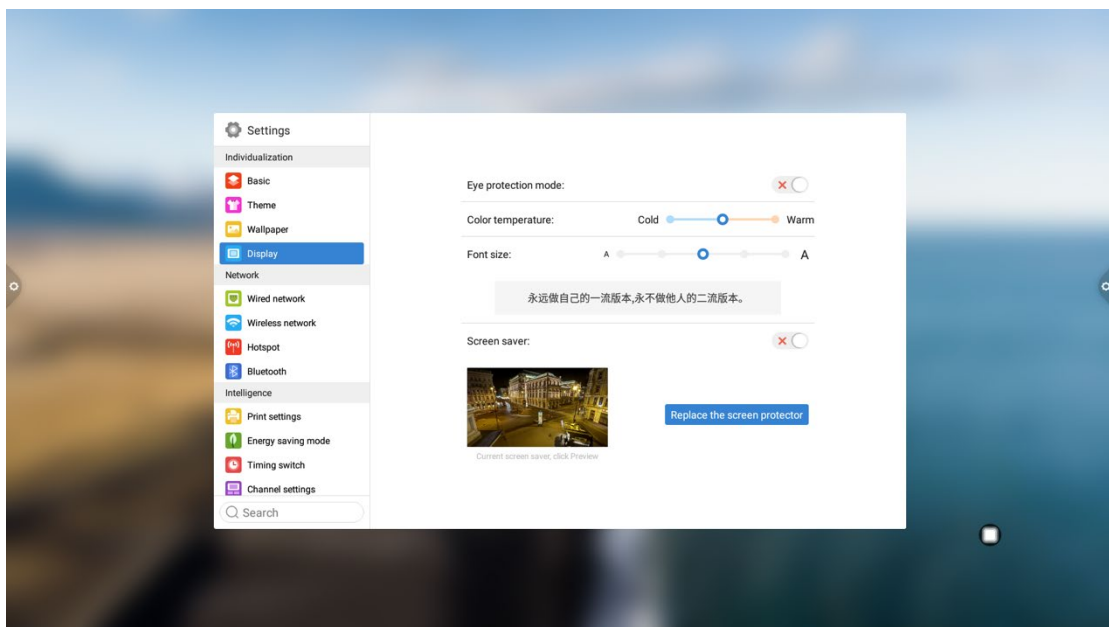 Settings
Individualization
Basic
Theme
Wallpaper
Display
Network
Wired network
Wireless network
Hotspot
Bluetooth
Intelligence
Print settings
Energy saving mode
Timing switch
Channel settings
Search
Eye protection mode:
Color temperature: Cold Warm
Font size: A A
永远做自己的一流版本,永不做他人的二流版本。
Screen saver:
Replace the screen protector
Current screen saver, click Preview